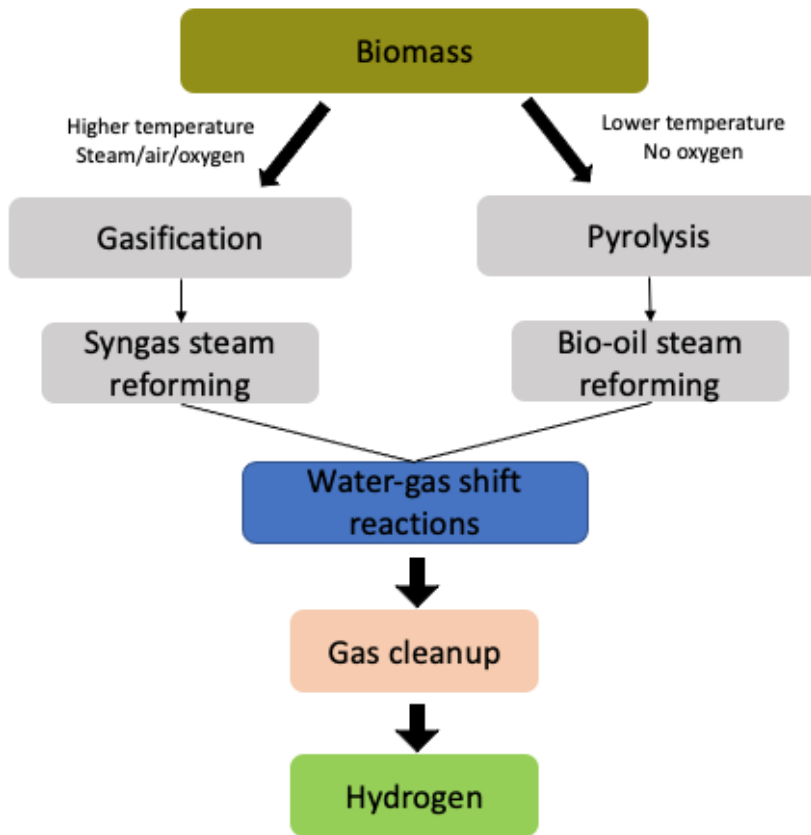 Biomass
Higher temperature
Steam/air/oxygen
Lower temperature
No oxygen
Gasification
Pyrolysis
Syngas steam
reforming
Bio-oil steam
reforming
Water-gas shift
reactions
Gas cleanup
Hydrogen